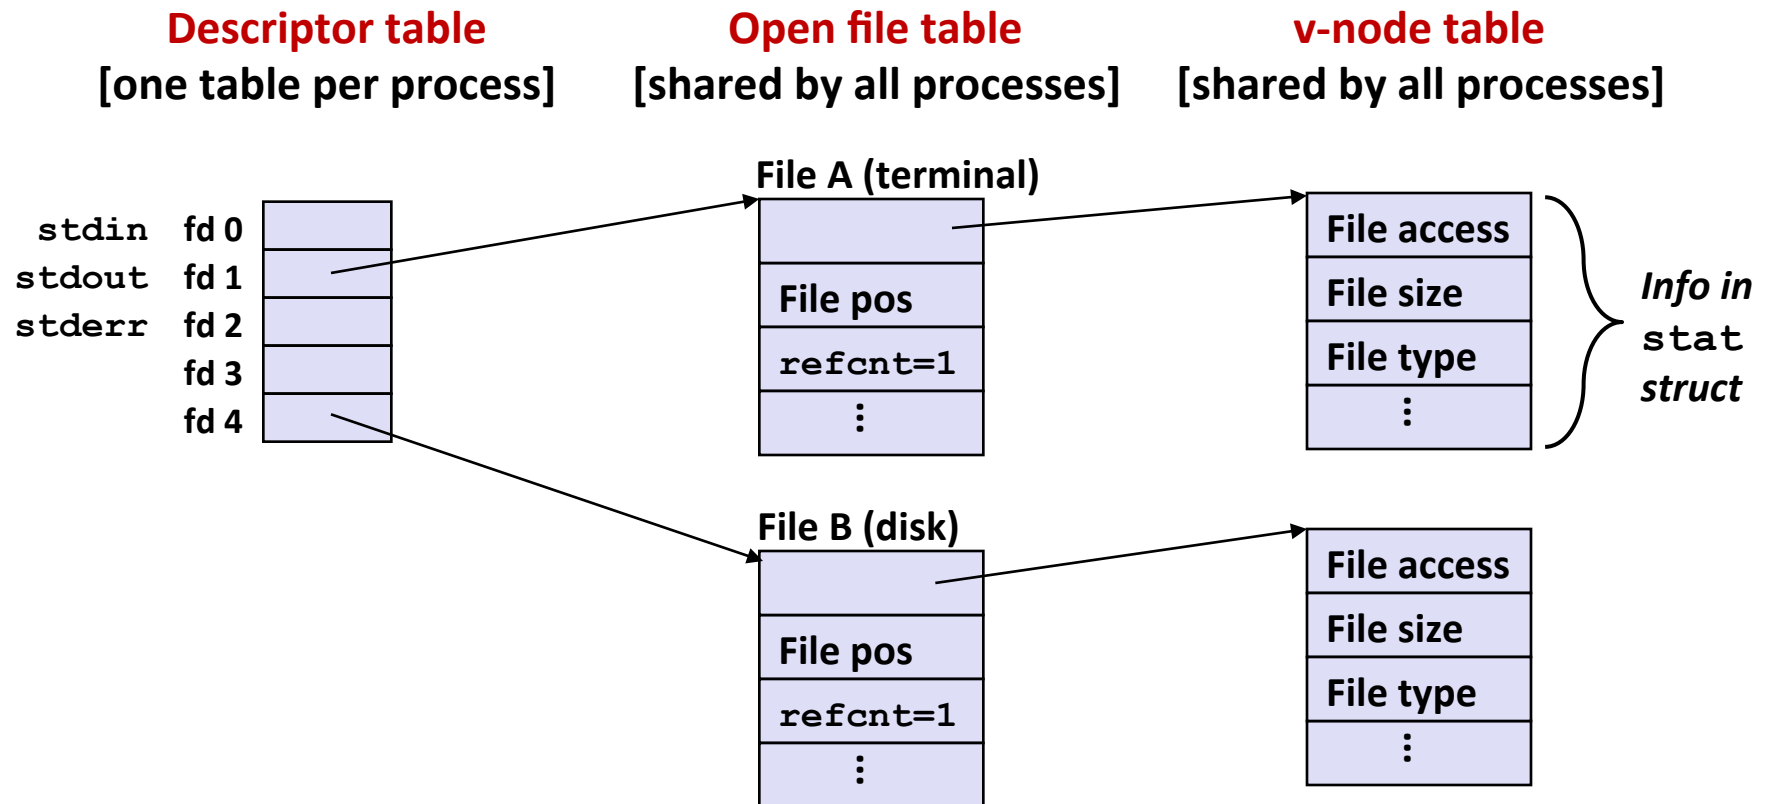 Descriptor table
[one table per process]
Open file table
[shared by all processes]
v-node table
[shared by all processes]
stdin fd 0
stdout fd 1
stderr fd 2
fd 3
fd 4
File A (terminal)
File pos
refcnt=1
⋮
File access
File size
File type
⋮
Info in
stat
struct
File B (disk)
File pos
refcnt=1
⋮
File access
File size
File type
⋮